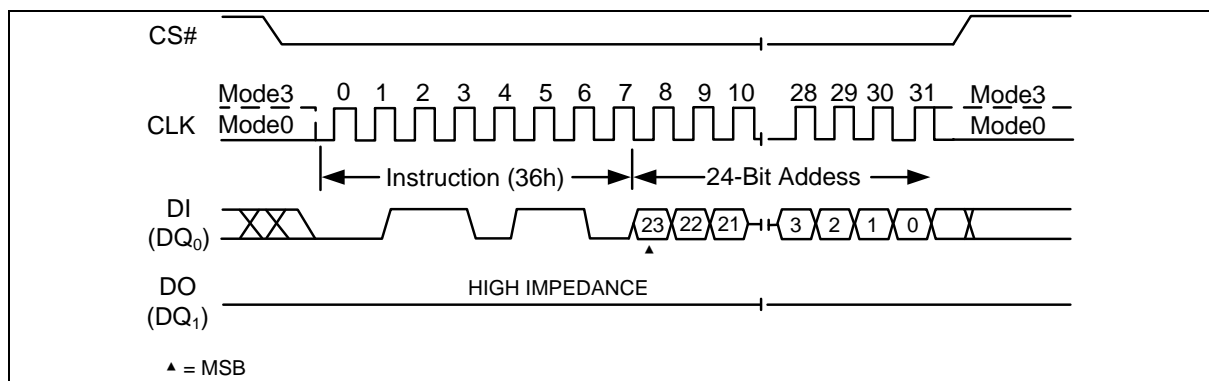 CS#
Mode3 0 1 2 3 4 5 6 7 8 9 10 28 29 30 31 Mode3
CLK Mode0 Mode0
Instruction (36h) 24-Bit Addess
DI
(DQ0) 23 22 21 3 2 1 0
DO HIGH IMPEDANCE
(DQ1)
▲ = MSB